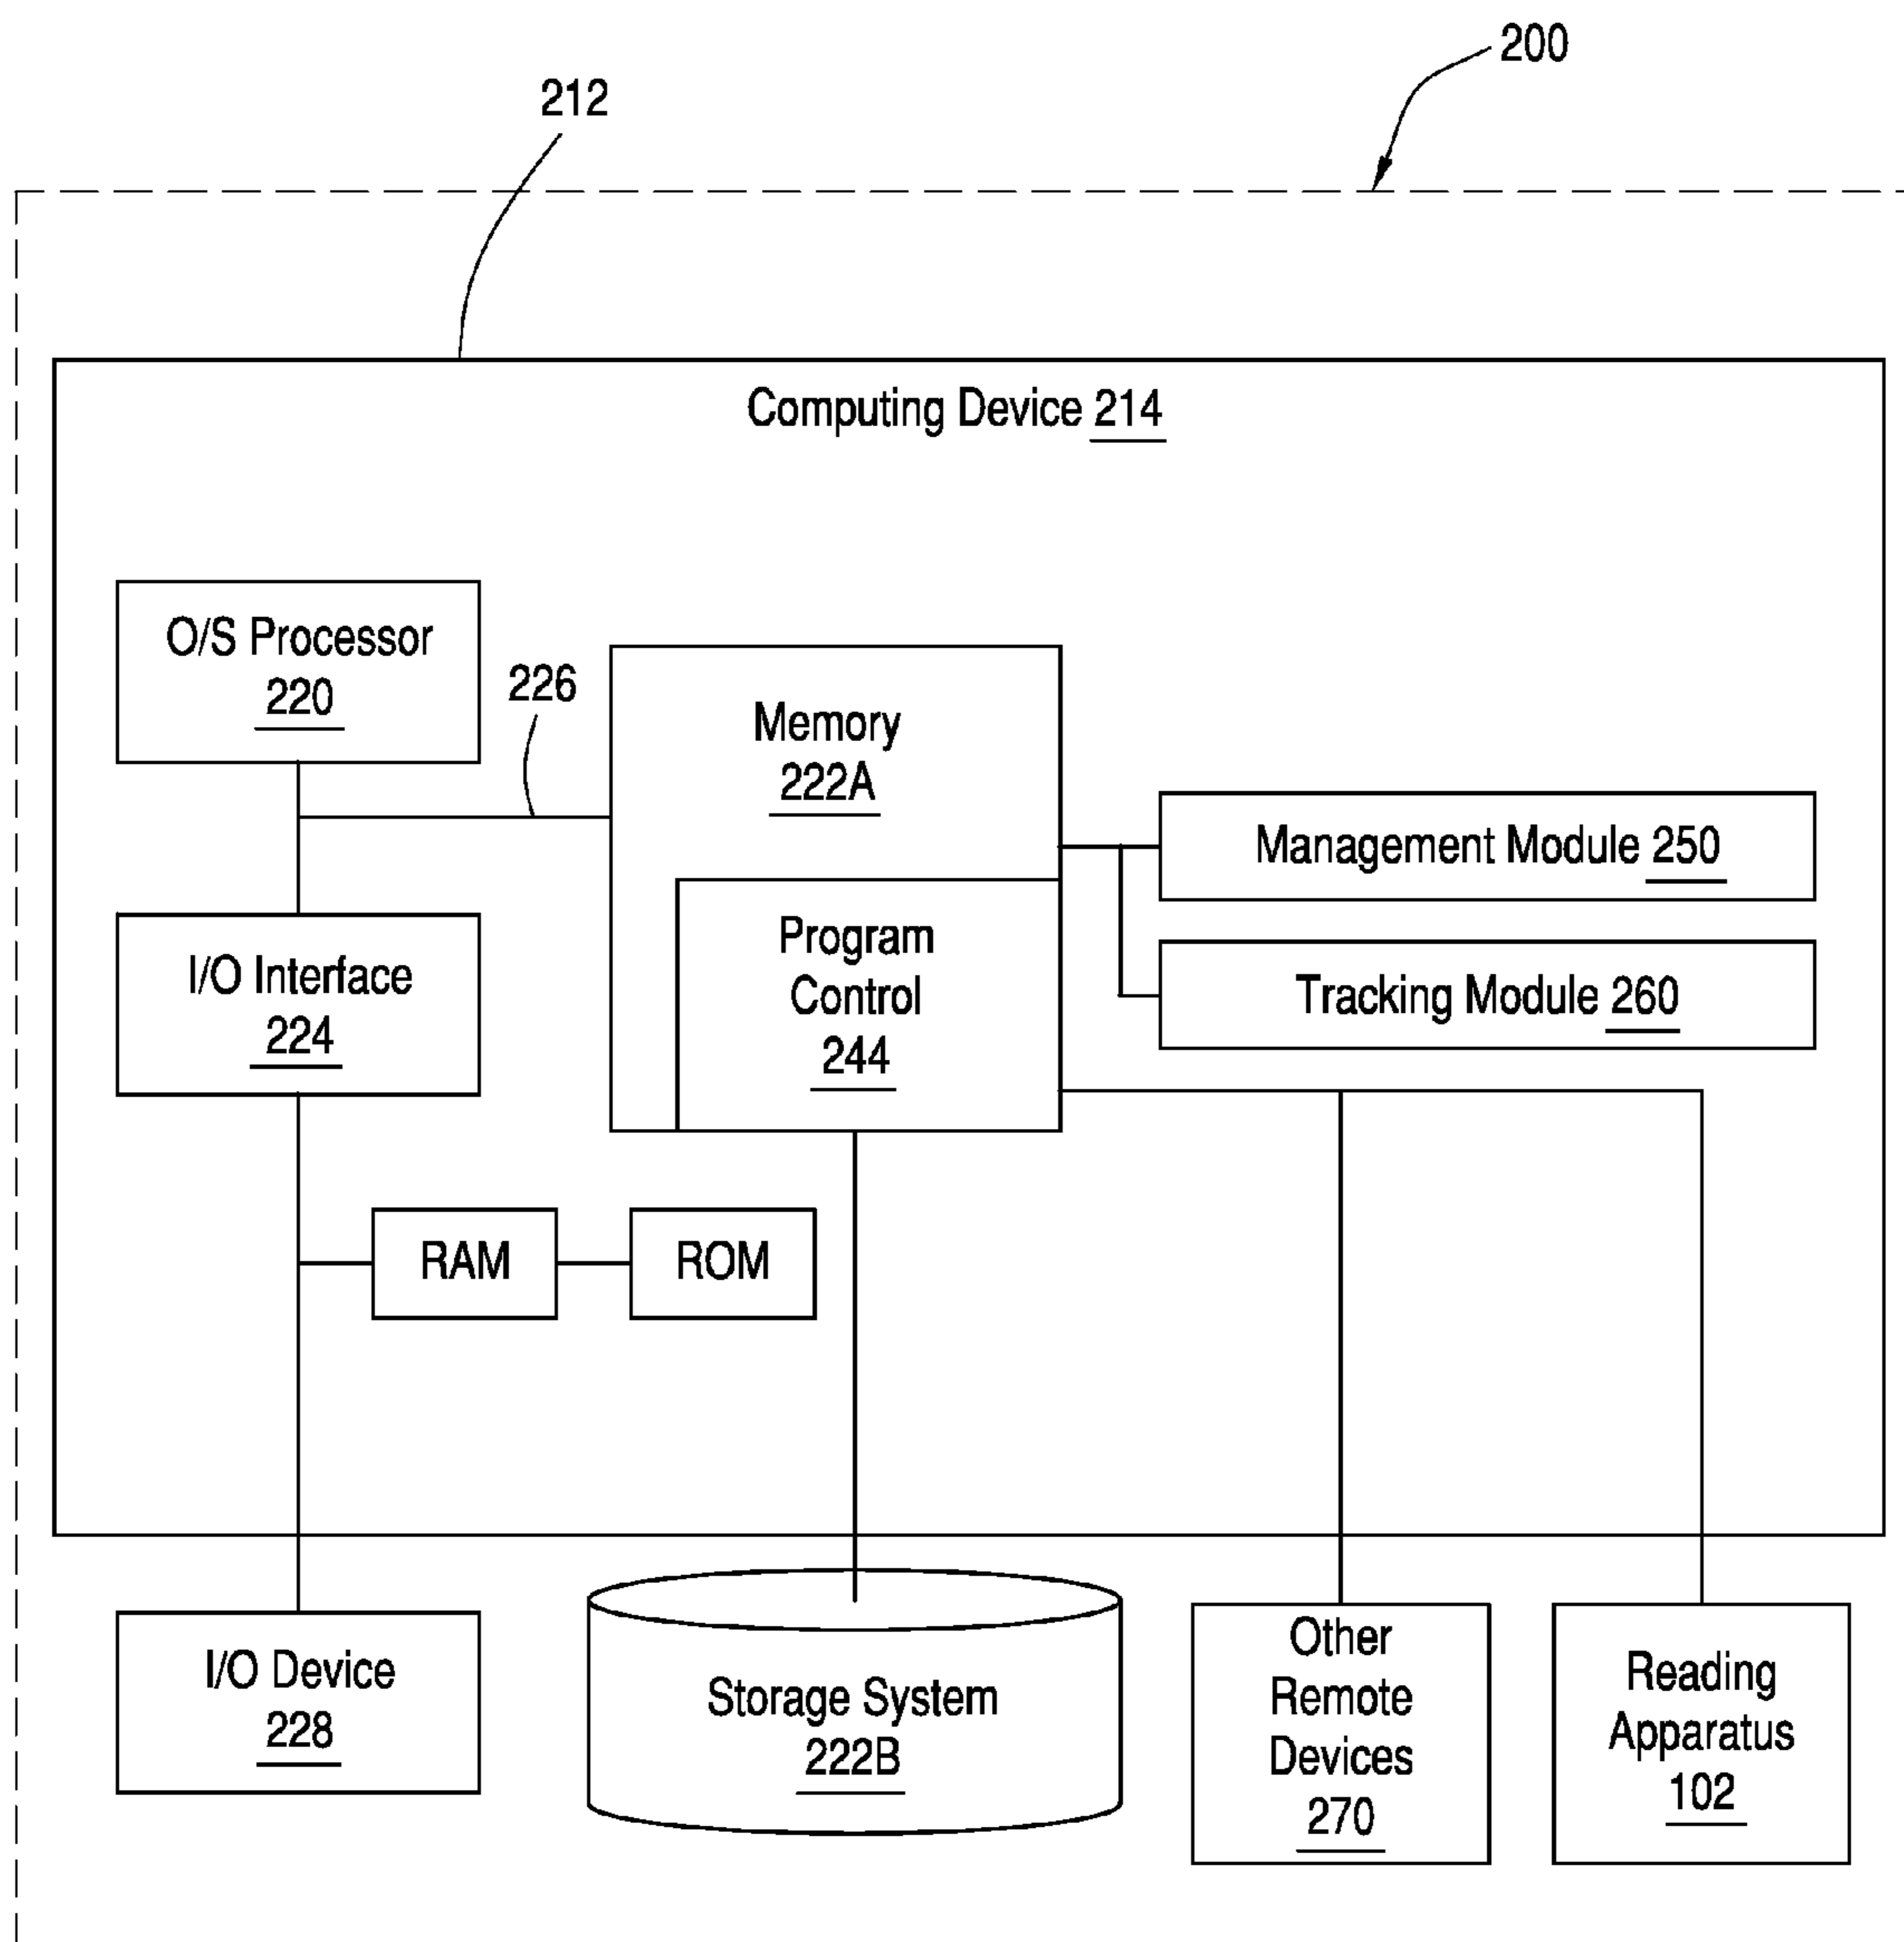 200
212
Computing Device 214
O/S Processor
220
226
Memory
222A
Management Module 250
Program
Control
244
I/O Interface
224
Tracking Module 260
RAM
ROM
I/O Device
228
Storage System
222B
Other
Remote
Devices
270
Reading
Apparatus
102